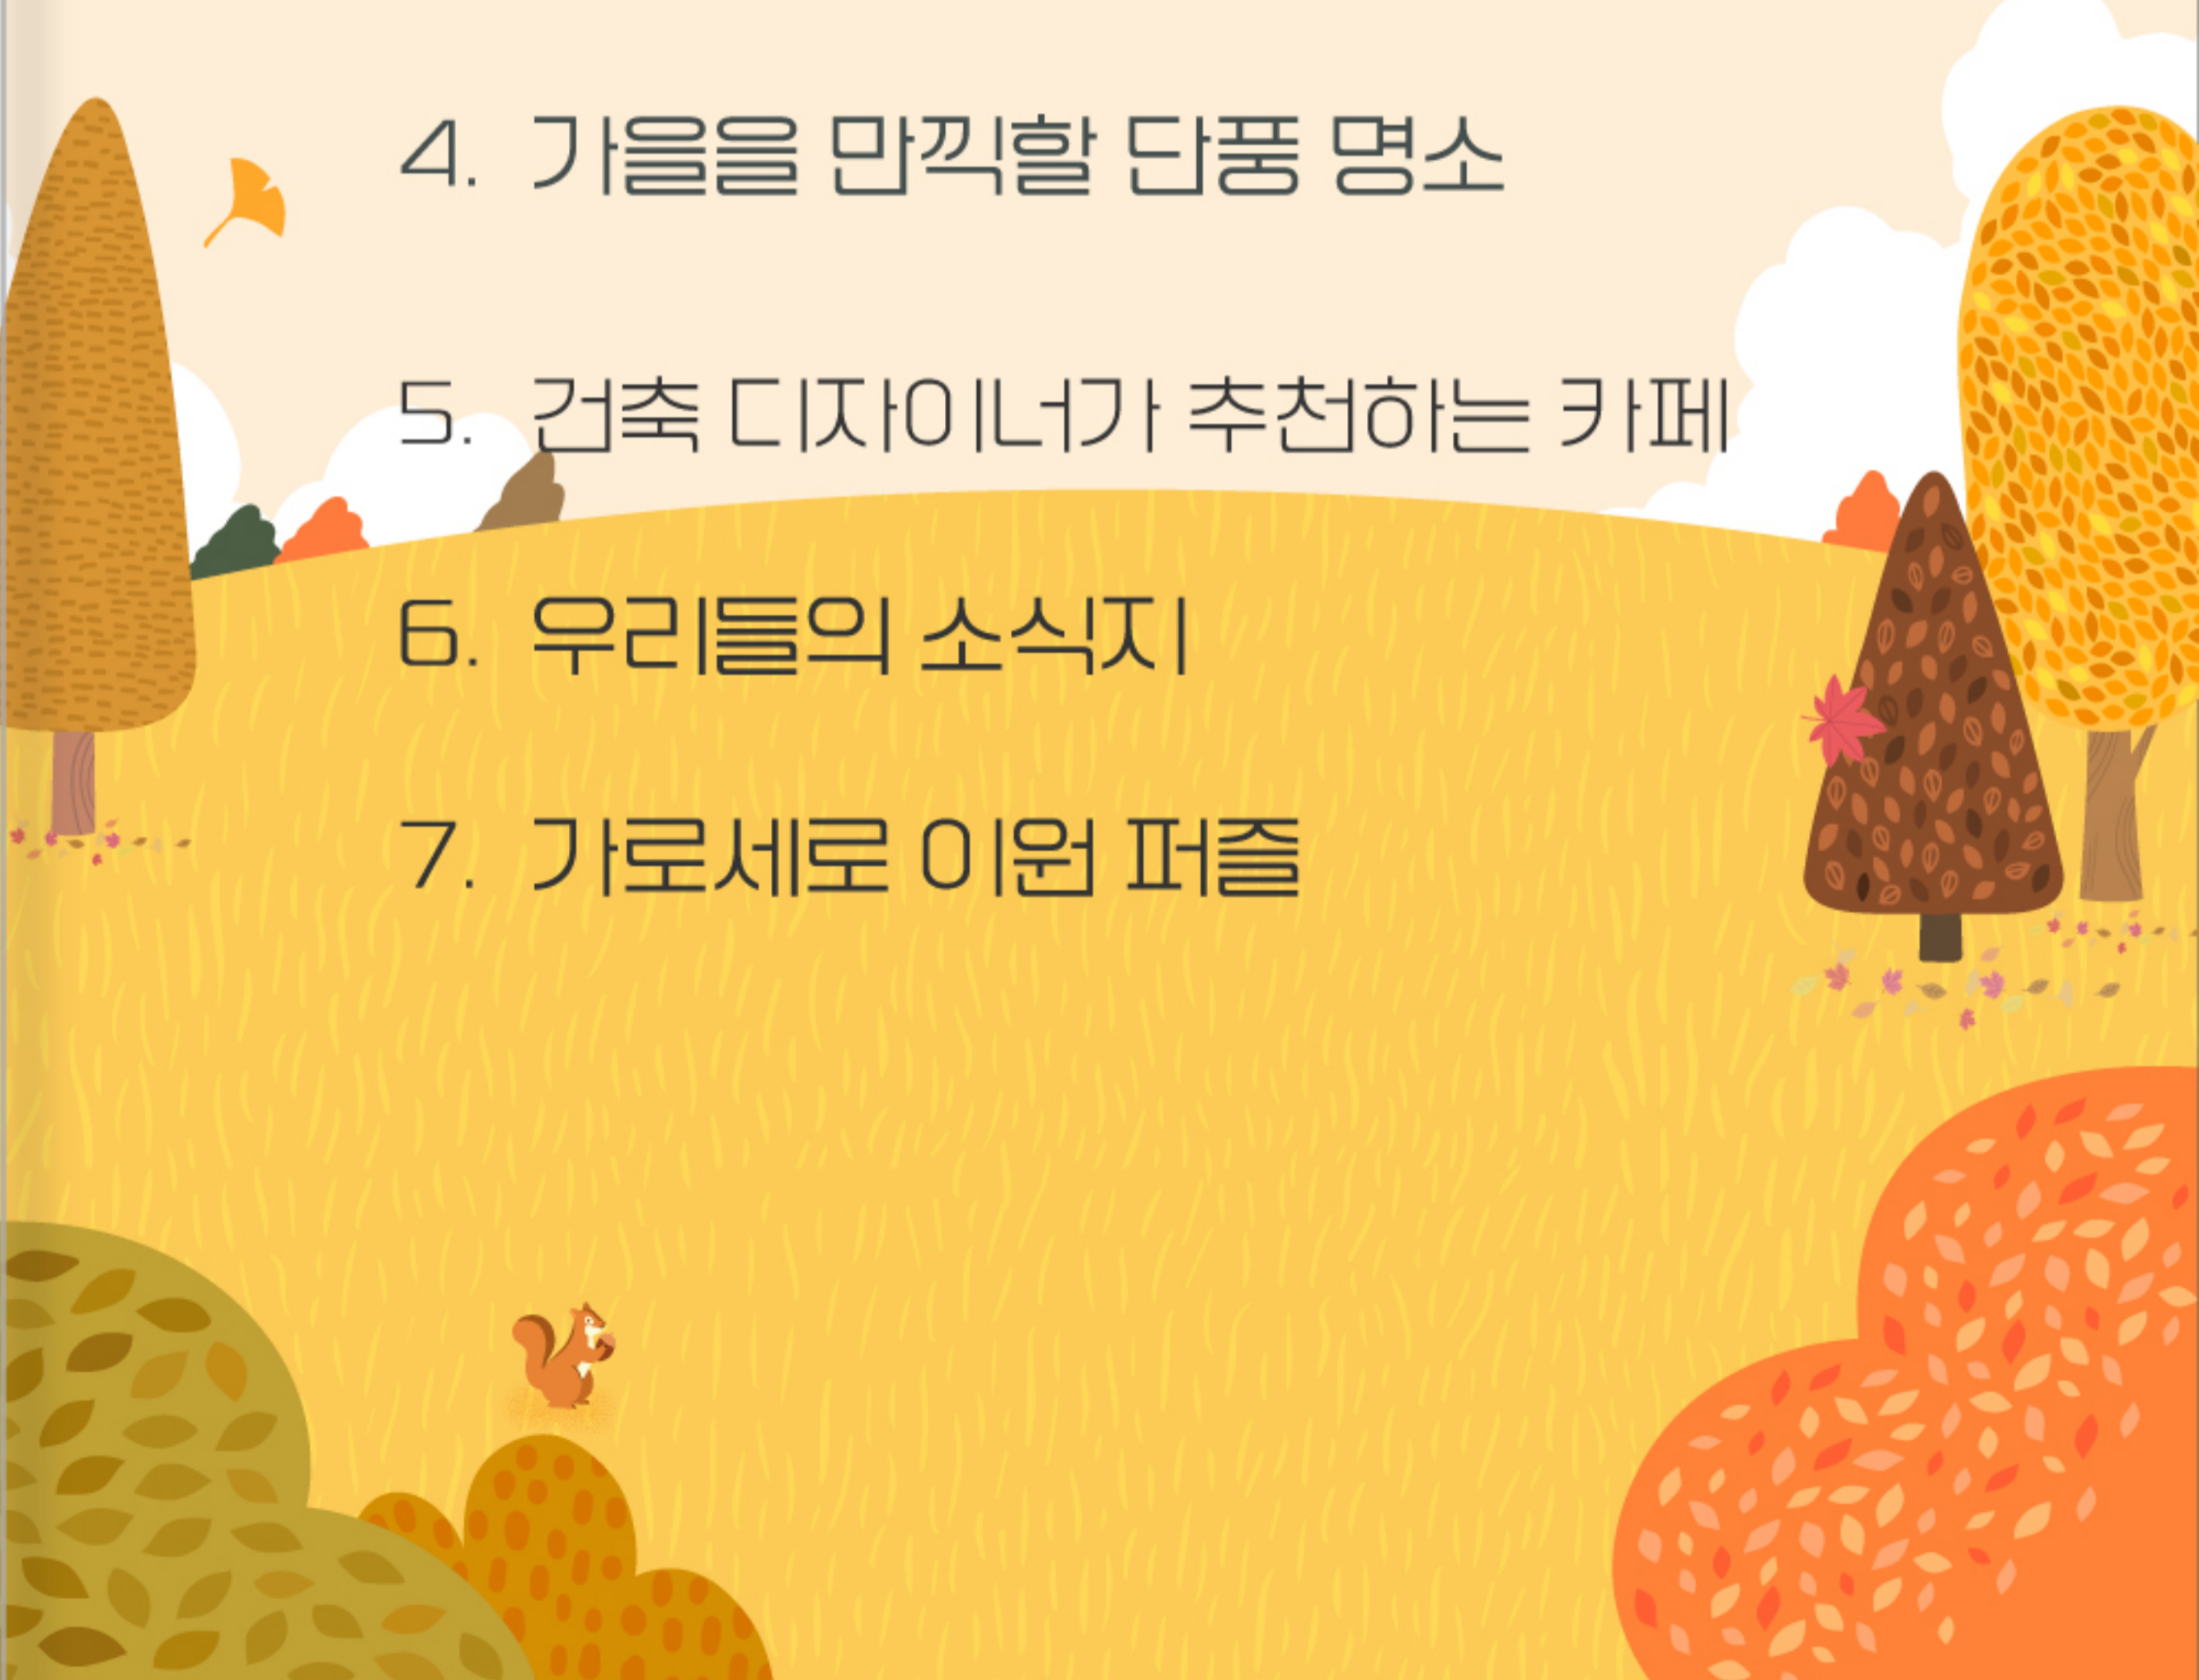 4. 가을을 만끽할 단풍 명소
5. 건축 디자이너가 추천하는 카페
6. 우리들의 소식지
7. 가로세로 이원 퍼즐